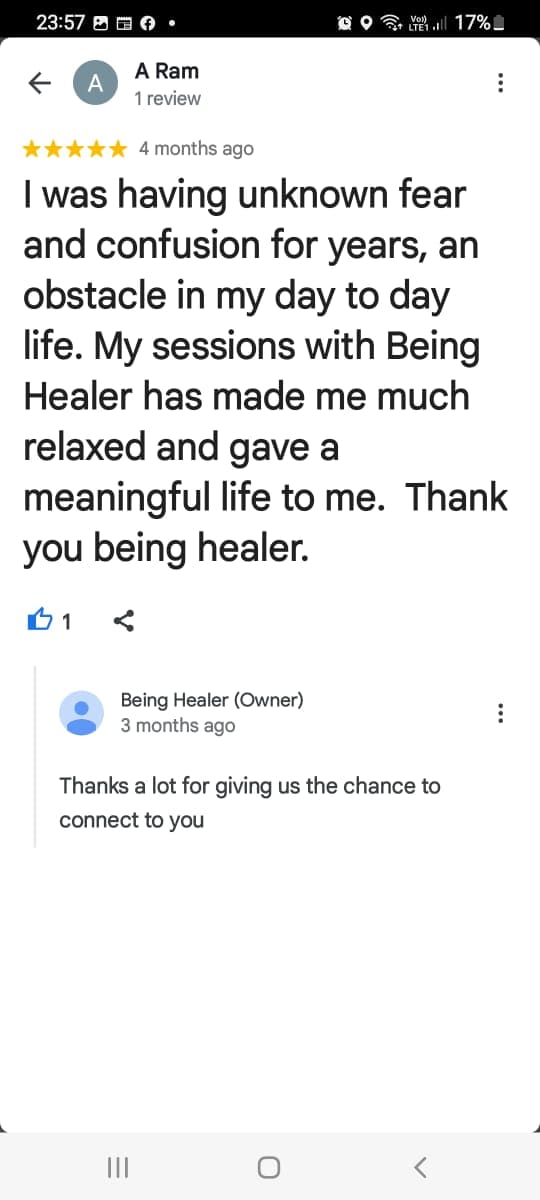 23:57 Vo)) LTE1 17%
A
A Ram
1 review
4 months ago
I was having unknown fear
and confusion for years, an
obstacle in my day to day
life. My sessions with Being
Healer has made me much
relaxed and gave a
meaningful life to me.  Thank
you being healer.
1
Being Healer (Owner)
3 months ago
Thanks a lot for giving us the chance to
connect to you